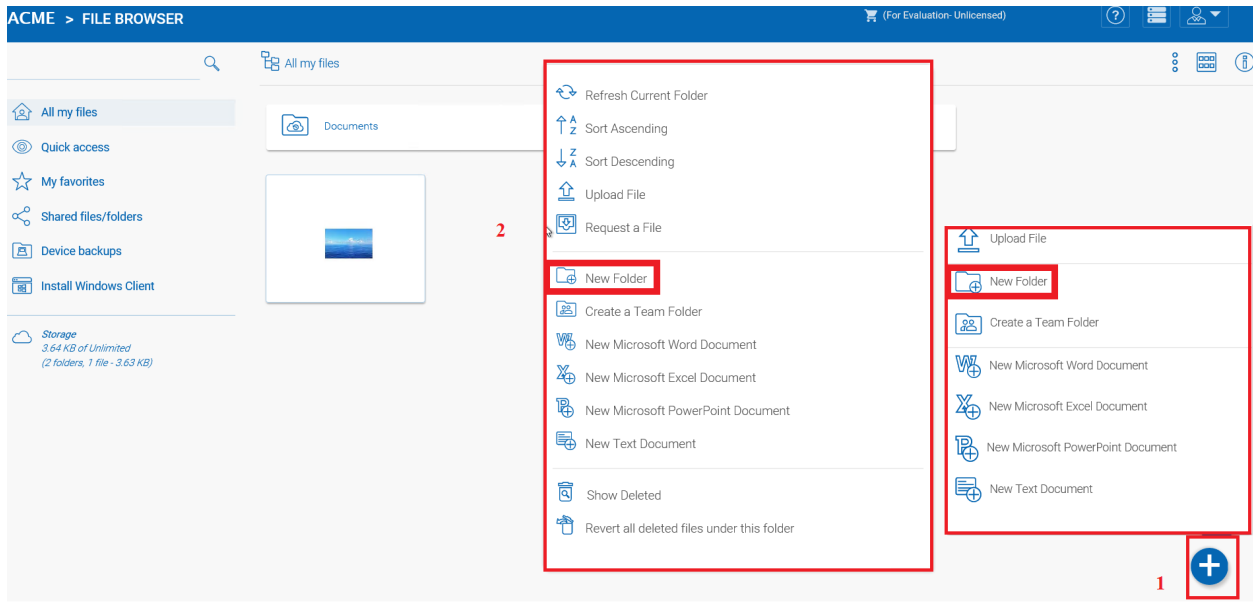 ACME > FILE BROWSER
(For Evaluation- Unlicensed)
All my files
All my files
Quick access
My favorites
Shared files/folders
Device backups
Install Windows Client
Storage
3.64 KB of Unlimited
(2 folders, 1 file - 3.63 KB)
Documents
2
Refresh Current Folder
Sort Ascending
Sort Descending
Upload File
Request a File
New Folder
Create a Team Folder
New Microsoft Word Document
New Microsoft Excel Document
New Microsoft PowerPoint Document
New Text Document
Show Deleted
Revert all deleted files under this folder
Upload File
New Folder
Create a Team Folder
New Microsoft Word Document
New Microsoft Excel Document
New Microsoft PowerPoint Document
New Text Document
1